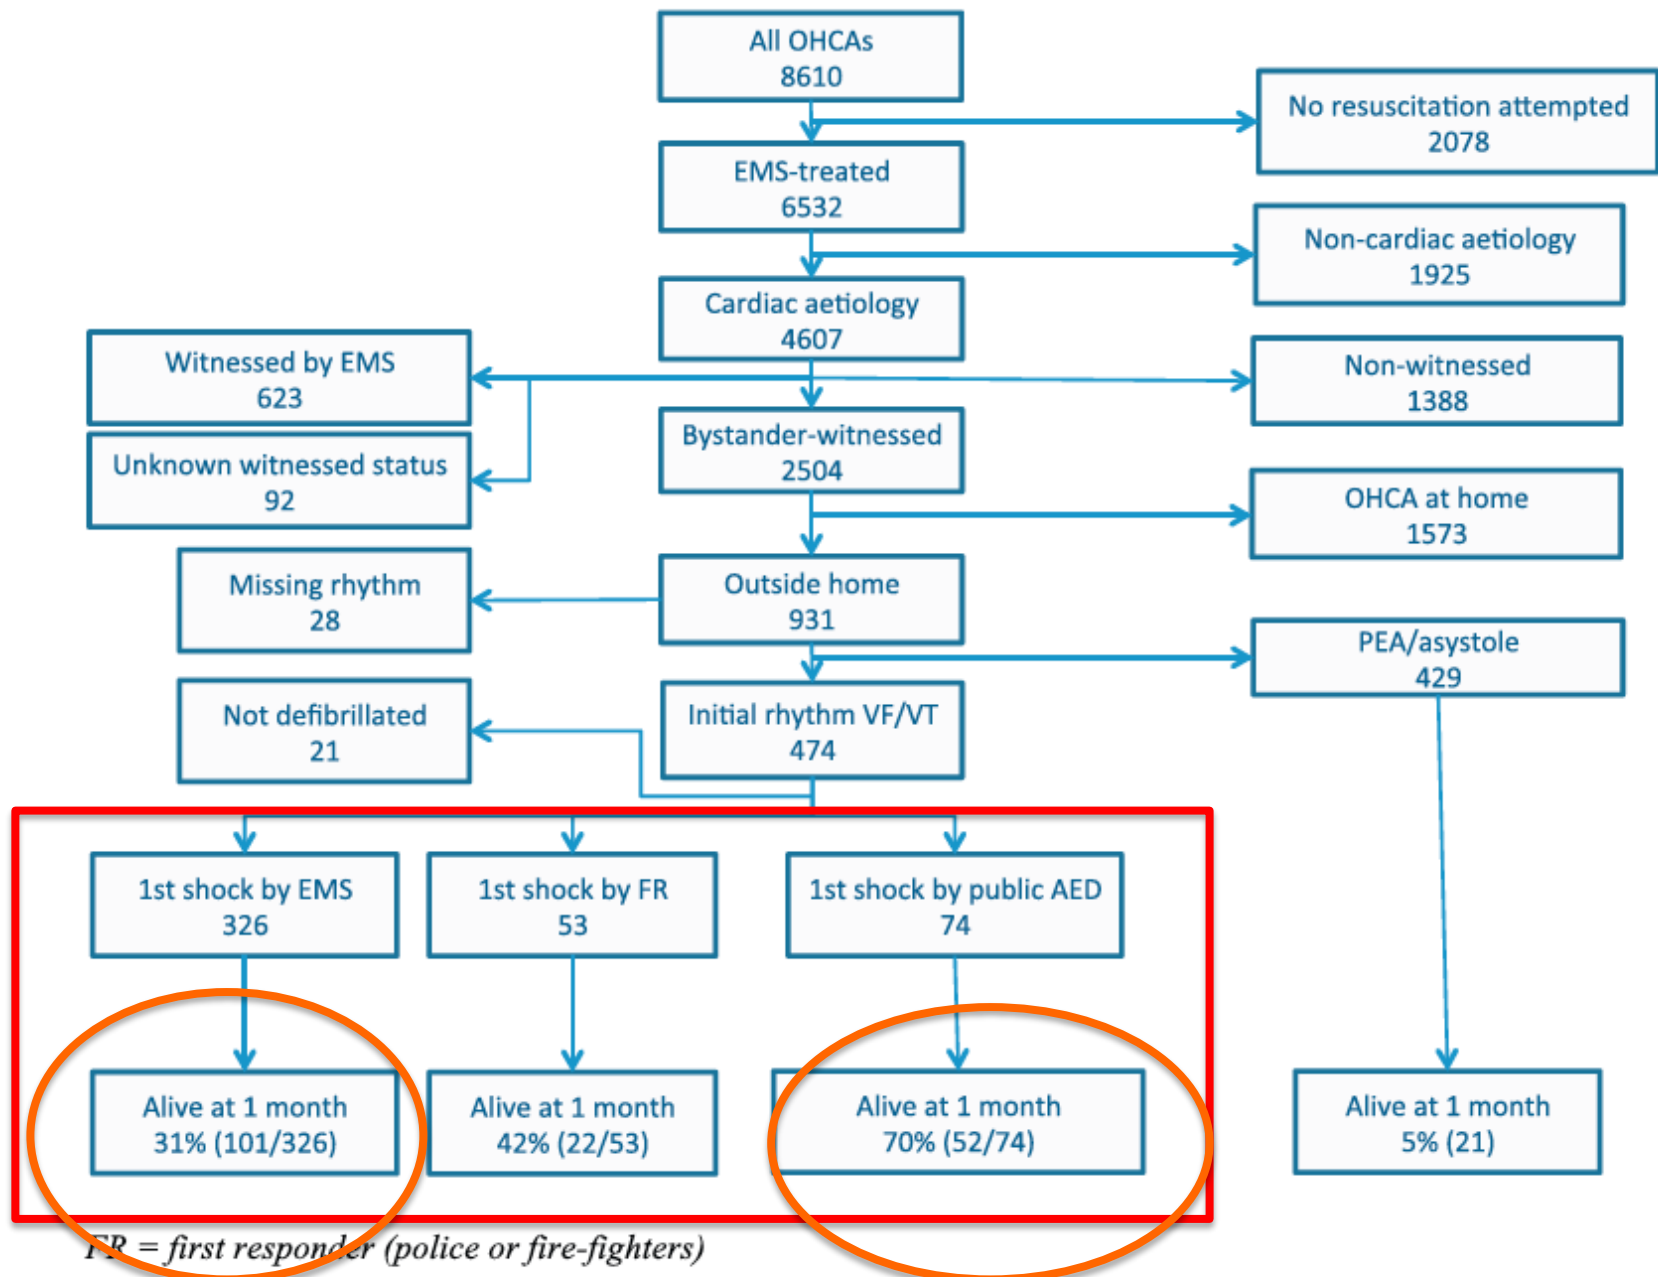 All OHCAs
8610
No resuscitation attempted
2078
EMS-treated
6532
Non-cardiac aetiology
1925
Cardiac aetiology
4607
Witnessed by EMS
623
Non-witnessed
1388
Bystander-witnessed
2504
Unknown witnessed status
92
OHCA at home
1573
Missing rhythm
28
Outside home
931
PEA/asystole
429
Not defibrillated
21
Initial rhythm VF/VT
474
1st shock by EMS
326
1st shock by FR
53
1st shock by public AED
74
Alive at 1 month
31% (101/326)
Alive at 1 month
42% (22/53)
Alive at 1 month
70% (52/74)
Alive at 1 month
5% (21)
FR = first responder (police or fire-fighters)